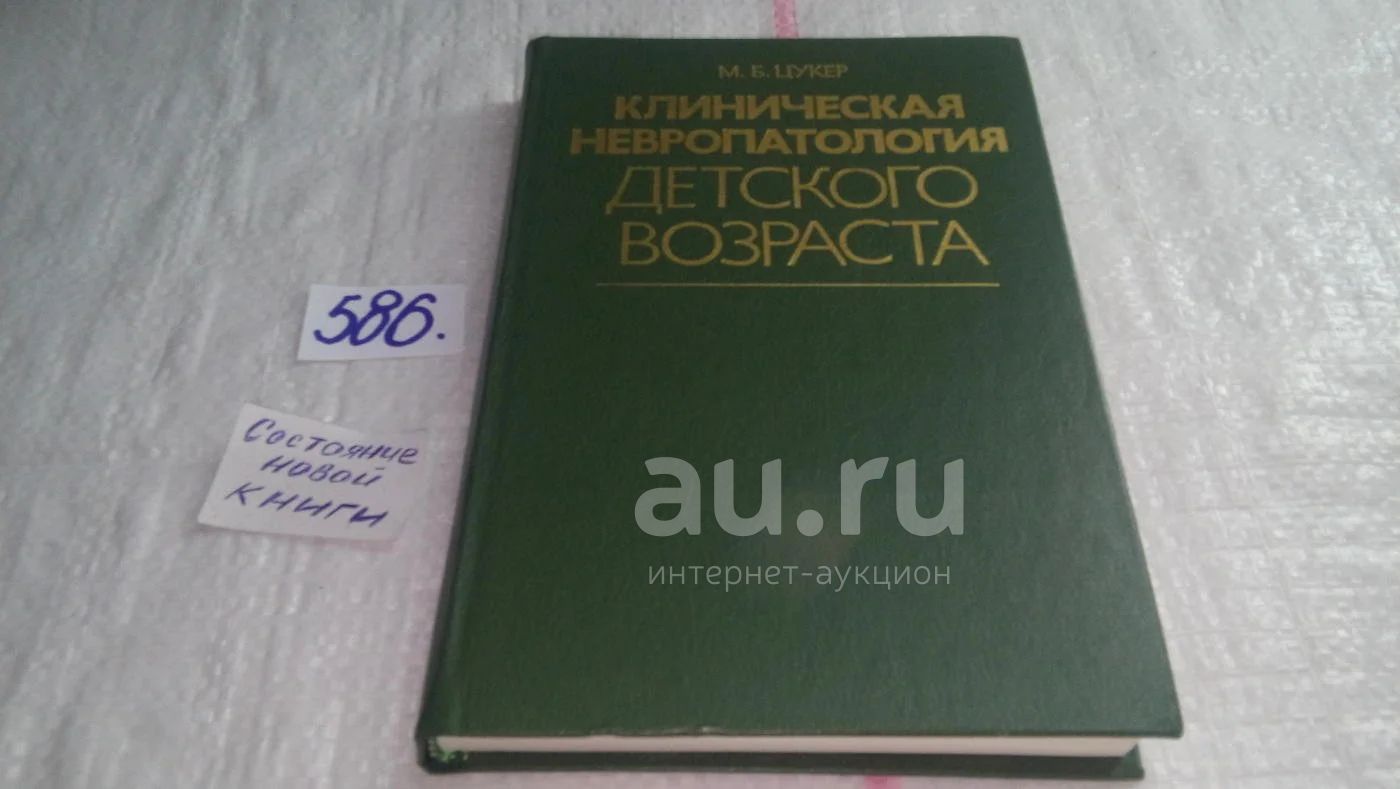 М. Б. ЦУКЕР
КЛИНИЧЕСКАЯ
НЕВРОПАТОЛОГИЯ
ДЕТСКОГО
ВОЗРАСТА
586.
Состояние
новой
книги
au.ru
интернет-аукцион